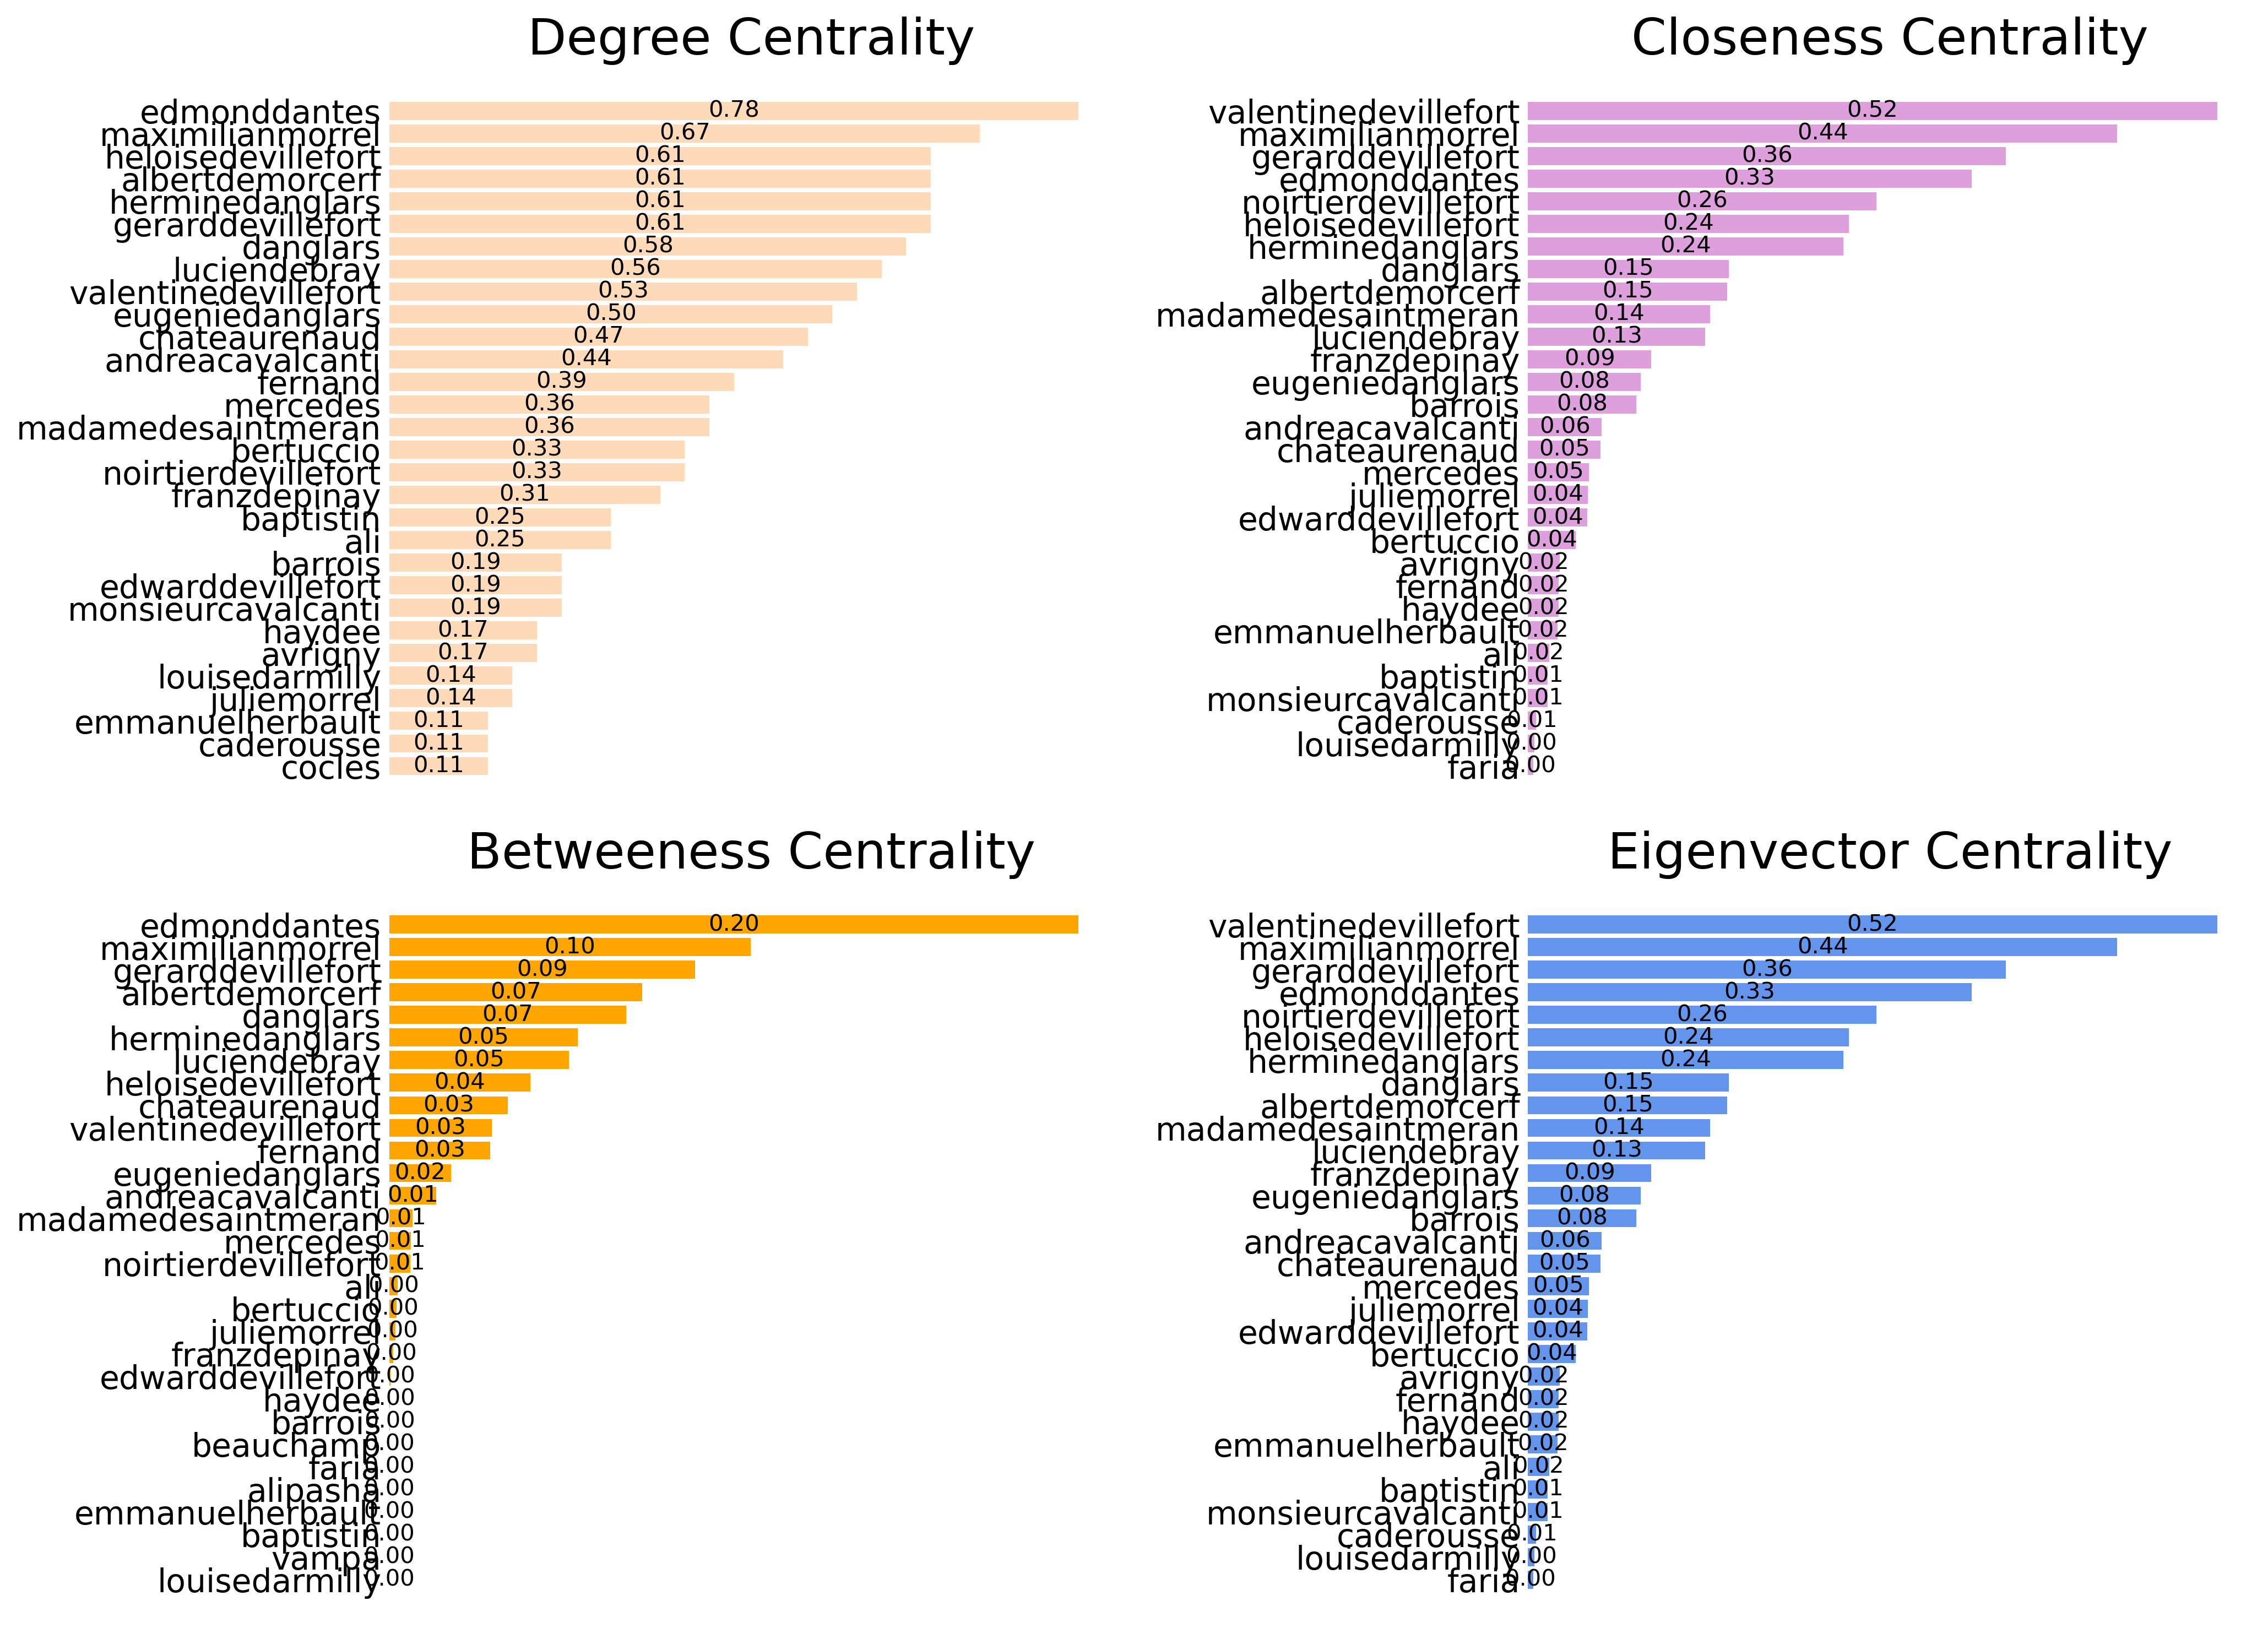 Degree Centrality
edmonddantes 0.78
maximilianmorrel 0.67
heloisedevillefort 0.61
albertdemorcerf 0.61
herminedanglars 0.61
gerarddevillefort 0.61
danglars 0.58
luciendebray 0.56
valentinedevillefort 0.53
eugeniedanglars 0.50
chateaurenaud 0.47
andreacavalcanti 0.44
fernand 0.39
mercedes 0.36
madamedesaintmeran 0.36
bertuccio 0.33
noirtierdevillefort 0.33
franzdepinay 0.31
baptistin 0.25
ali 0.25
barrois 0.19
edwarddevillefort 0.19
monsieurcavalcanti 0.19
haydee 0.17
avrigny 0.17
louisedarmilly 0.14
juliemorrel 0.14
emmanuelherbault 0.11
caderousse 0.11
cocles 0.11
Closeness Centrality
valentinedevillefort 0.52
maximilianmorrel 0.44
gerarddevillefort 0.36
edmonddantes 0.33
noirtierdevillefort 0.26
heloisedevillefort 0.24
herminedanglars 0.24
danglars 0.15
albertdemorcerf 0.15
madamedesaintmeran 0.14
luciendebray 0.13
franzdepinay 0.09
eugeniedanglars 0.08
barrois 0.08
andreacavalcanti 0.06
chateaurenaud 0.05
mercedes 0.05
juliemorrel 0.04
edwarddevillefort 0.04
bertuccio 0.04
avrigny 0.02
fernand 0.02
haydee 0.02
emmanuelherbault 0.02
ali 0.02
baptistin 0.01
monsieurcavalcanti 0.01
caderousse 0.01
louisedarmilly 0.00
faria 0.00
Betweeness Centrality
edmonddantes 0.20
maximilianmorrel 0.10
gerarddevillefort 0.09
albertdemorcerf 0.07
danglars 0.07
herminedanglars 0.05
luciendebray 0.05
heloisedevillefort 0.04
chateaurenaud 0.03
valentinedevillefort 0.03
fernand 0.03
eugeniedanglars 0.02
andreacavalcanti 0.01
madamedesaintmeran 0.01
mercedes 0.01
noirtierdevillefort 0.01
ali 0.00
bertuccio 0.00
juliemorrel 0.00
franzdepinay 0.00
edwarddevillefort 0.00
haydee 0.00
barrois 0.00
beauchamp 0.00
faria 0.00
alipasha 0.00
emmanuelherbault 0.00
baptistin 0.00
vampa 0.00
louisedarmilly 0.00
Eigenvector Centrality
valentinedevillefort 0.52
maximilianmorrel 0.44
gerarddevillefort 0.36
edmonddantes 0.33
noirtierdevillefort 0.26
heloisedevillefort 0.24
herminedanglars 0.24
danglars 0.15
albertdemorcerf 0.15
madamedesaintmeran 0.14
luciendebray 0.13
franzdepinay 0.09
eugeniedanglars 0.08
barrois 0.08
andreacavalcanti 0.06
chateaurenaud 0.05
mercedes 0.05
juliemorrel 0.04
edwarddevillefort 0.04
bertuccio 0.04
avrigny 0.02
fernand 0.02
haydee 0.02
emmanuelherbault 0.02
ali 0.02
baptistin 0.01
monsieurcavalcanti 0.01
caderousse 0.01
louisedarmilly 0.00
faria 0.00